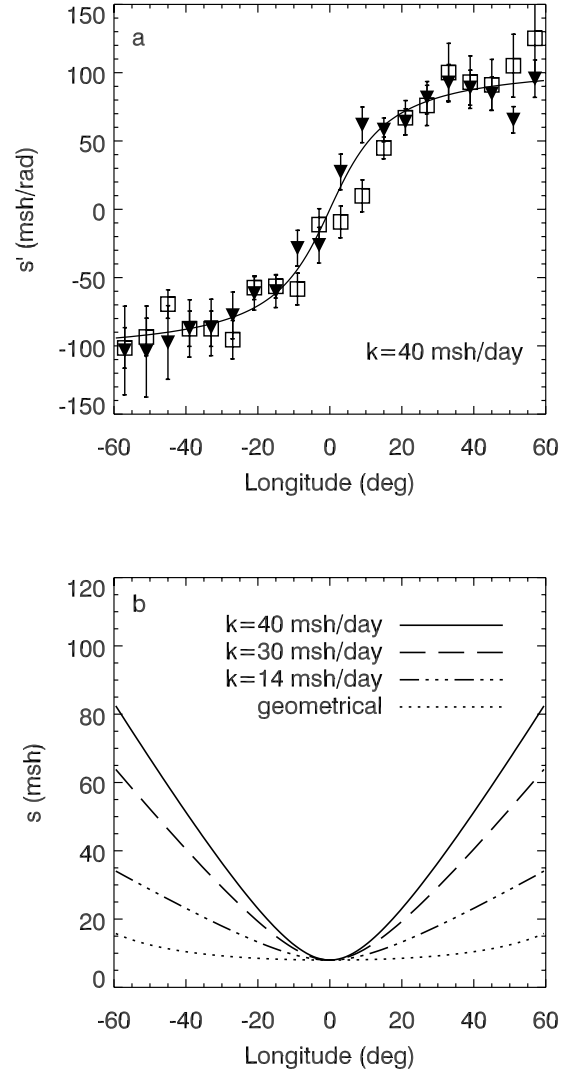 150
a
100
50
0
-50
-100
-150
s' (msh/rad)
k=40 msh/day
-60 -40 -20 0 20 40 60
Longitude (deg)
120
b
100
80
60
40
20
0
s (msh)
k=40 msh/day
k=30 msh/day
k=14 msh/day
geometrical
-60 -40 -20 0 20 40 60
Longitude (deg)